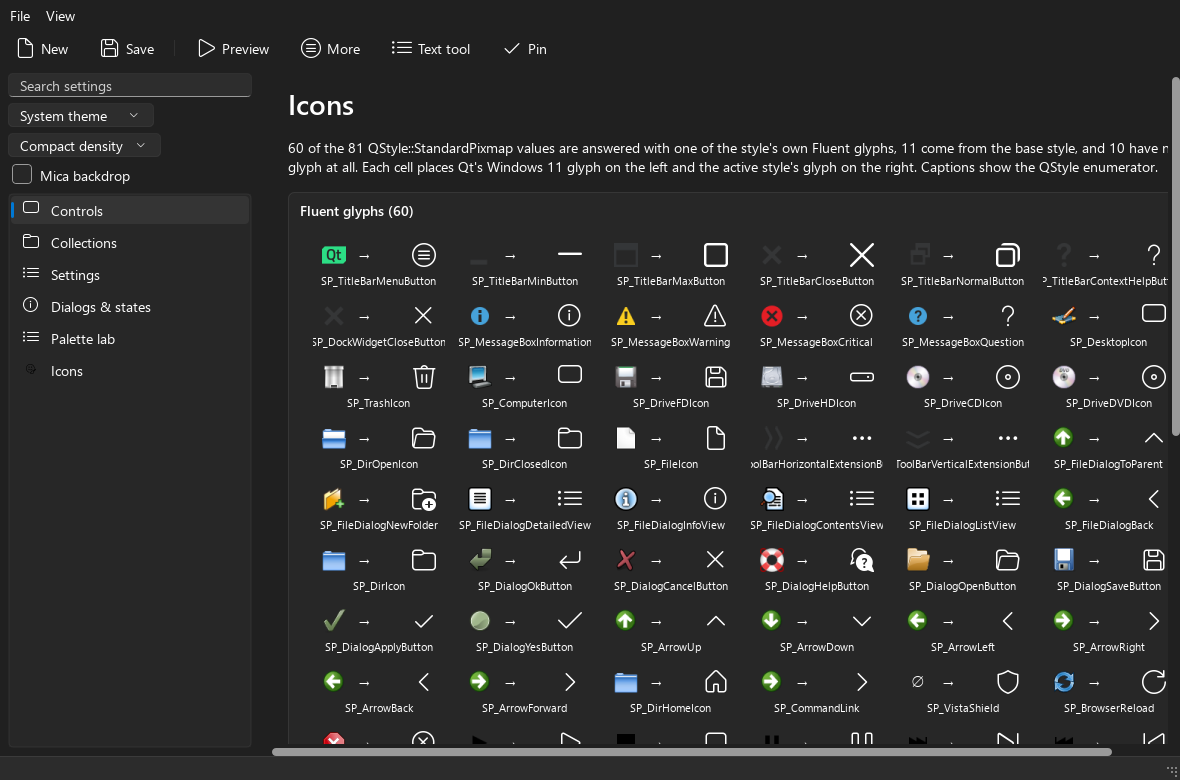 File View
New Save Preview More Text tool Pin
Search settings
System theme
Compact density
Mica backdrop
Controls
Collections
Settings
Dialogs & states
Palette lab
Icons
Icons
60 of the 81 QStyle::StandardPixmap values are answered with one of the style's own Fluent glyphs, 11 come from the base style, and 10 have
glyph at all. Each cell places Qt's Windows 11 glyph on the left and the active style's glyph on the right. Captions show the QStyle enumerator.
Fluent glyphs (60)
Qt → → → → → →
SP_TitleBarMenuButton SP_TitleBarMinButton SP_TitleBarMaxButton SP_TitleBarCloseButton SP_TitleBarNormalButton P_TitleBarContextHelpBut
→ → → → → →
SP_DockWidgetCloseButton SP_MessageBoxInformation SP_MessageBoxWarning SP_MessageBoxCritical SP_MessageBoxQuestion SP_DesktopIcon
→ → → → → DVD →
SP_TrashIcon SP_ComputerIcon SP_DriveFDIcon SP_DriveHDIcon SP_DriveCDIcon SP_DriveDVDIcon
→ → → → → →
SP_DirOpenIcon SP_DirClosedIcon SP_FileIcon oolBarHorizontalExtensionB ToolBarVerticalExtensionBut SP_FileDialogToParent
→ → → → → →
SP_FileDialogNewFolder SP_FileDialogDetailedView SP_FileDialogInfoView SP_FileDialogContentsView SP_FileDialogListView SP_FileDialogBack
→ → → → → →
SP_DirIcon SP_DialogOkButton SP_DialogCancelButton SP_DialogHelpButton SP_DialogOpenButton SP_DialogSaveButton
→ → → → → →
SP_DialogApplyButton SP_DialogYesButton SP_ArrowUp SP_ArrowDown SP_ArrowLeft SP_ArrowRight
→ → → → ∅ → →
SP_ArrowBack SP_ArrowForward SP_DirHomeIcon SP_CommandLink SP_VistaShield SP_BrowserReload
→ → → → → →